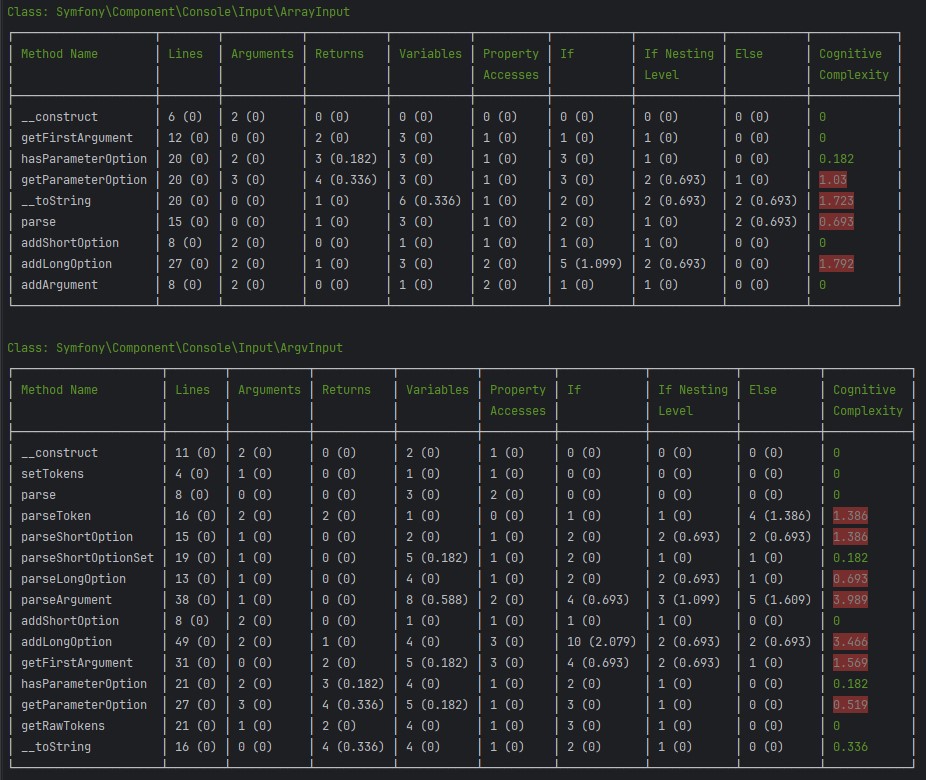 Class: Symfony\Component\Console\Input\ArrayInput
Method Name Lines Arguments Returns Variables Property If If Nesting Else Cognitive
Accesses Level Complexity
__construct 6 (0) 2 (0) 0 (0) 0 (0) 0 (0) 0 (0) 0 (0) 0 (0) 0
getFirstArgument 12 (0) 0 (0) 2 (0) 3 (0) 1 (0) 1 (0) 1 (0) 0 (0) 0
hasParameterOption 20 (0) 2 (0) 3 (0.182) 3 (0) 1 (0) 3 (0) 1 (0) 0 (0) 0.182
getParameterOption 20 (0) 3 (0) 4 (0.336) 3 (0) 1 (0) 3 (0) 2 (0.693) 1 (0) 1.03
__toString 20 (0) 0 (0) 1 (0) 6 (0.336) 1 (0) 2 (0) 2 (0.693) 2 (0.693) 1.723
parse 15 (0) 0 (0) 1 (0) 3 (0) 1 (0) 2 (0) 1 (0) 2 (0.693) 0.693
addShortOption 8 (0) 2 (0) 0 (0) 1 (0) 1 (0) 1 (0) 1 (0) 0 (0) 0
addLongOption 27 (0) 2 (0) 1 (0) 3 (0) 2 (0) 5 (1.099) 2 (0.693) 0 (0) 1.792
addArgument 8 (0) 2 (0) 0 (0) 1 (0) 2 (0) 1 (0) 1 (0) 0 (0) 0
Class: Symfony\Component\Console\Input\ArgvInput
Method Name Lines Arguments Returns Variables Property If If Nesting Else Cognitive
Accesses Level Complexity
__construct 11 (0) 2 (0) 0 (0) 2 (0) 1 (0) 0 (0) 0 (0) 0 (0) 0
setTokens 4 (0) 1 (0) 0 (0) 1 (0) 1 (0) 0 (0) 0 (0) 0 (0) 0
parse 8 (0) 0 (0) 0 (0) 3 (0) 2 (0) 0 (0) 0 (0) 0 (0) 0
parseToken 16 (0) 2 (0) 2 (0) 1 (0) 0 (0) 1 (0) 1 (0) 4 (1.386) 1.386
parseShortOption 15 (0) 1 (0) 0 (0) 2 (0) 1 (0) 2 (0) 2 (0.693) 2 (0.693) 1.386
parseShortOptionSet 19 (0) 1 (0) 0 (0) 5 (0.182) 1 (0) 2 (0) 1 (0) 1 (0) 0.182
parseLongOption 13 (0) 1 (0) 0 (0) 4 (0) 1 (0) 2 (0) 2 (0.693) 1 (0) 0.693
parseArgument 38 (0) 1 (0) 0 (0) 8 (0.588) 2 (0) 4 (0.693) 3 (1.099) 5 (1.609) 3.989
addShortOption 8 (0) 2 (0) 0 (0) 1 (0) 1 (0) 1 (0) 1 (0) 0 (0) 0
addLongOption 49 (0) 2 (0) 1 (0) 4 (0) 3 (0) 10 (2.079) 2 (0.693) 2 (0.693) 3.466
getFirstArgument 31 (0) 0 (0) 2 (0) 5 (0.182) 3 (0) 4 (0.693) 2 (0.693) 1 (0) 1.569
hasParameterOption 21 (0) 2 (0) 3 (0.182) 4 (0) 1 (0) 2 (0) 1 (0) 0 (0) 0.182
getParameterOption 27 (0) 3 (0) 4 (0.336) 5 (0.182) 1 (0) 3 (0) 1 (0) 0 (0) 0.519
getRawTokens 21 (0) 1 (0) 2 (0) 4 (0) 1 (0) 3 (0) 1 (0) 0 (0) 0
__toString 16 (0) 0 (0) 4 (0.336) 4 (0) 1 (0) 2 (0) 1 (0) 0 (0) 0.336